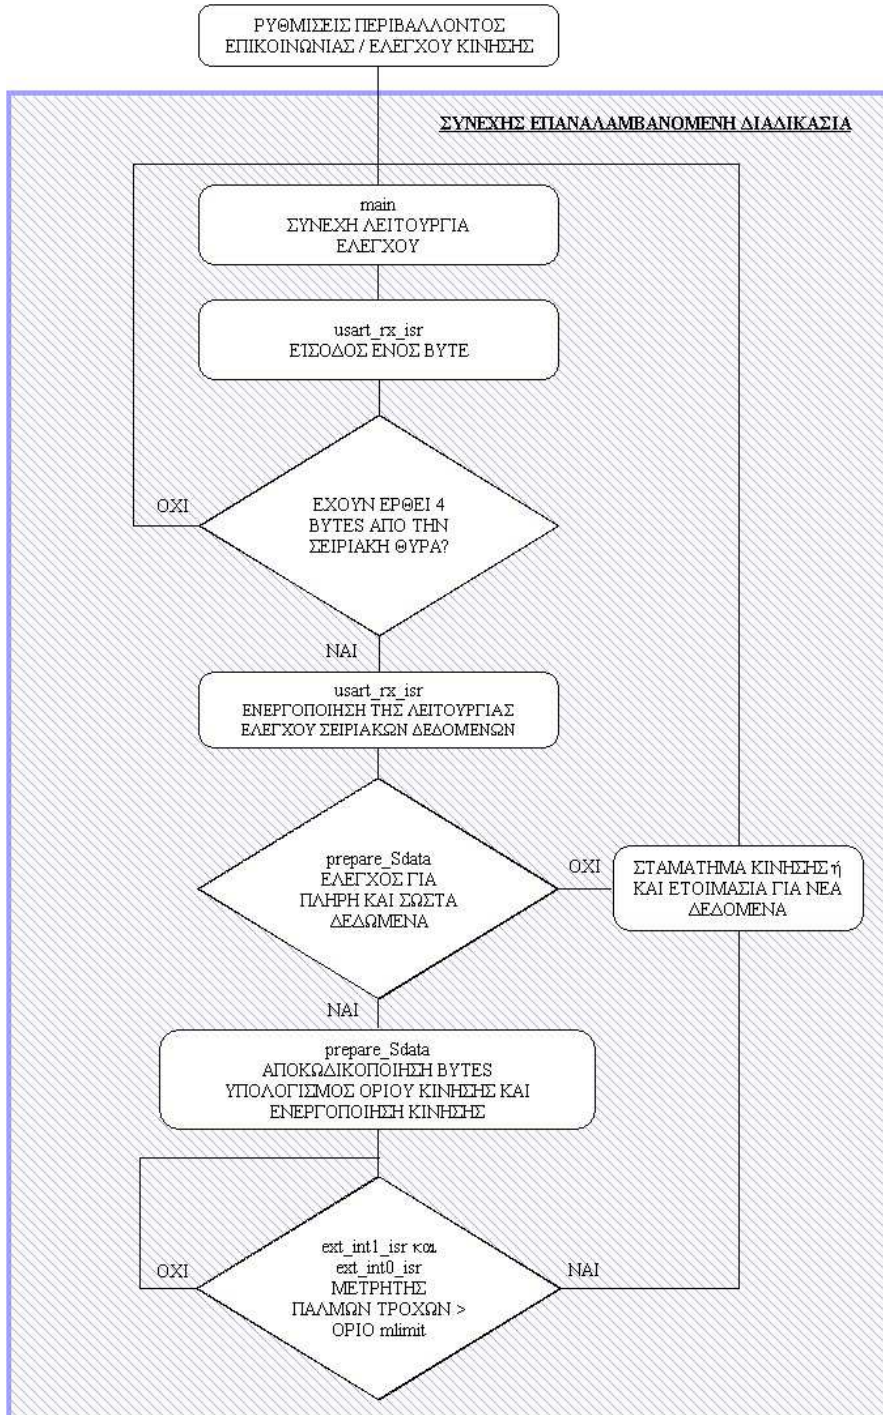 ΡΥΘΜΙΣΕΙΣ ΠΕΡΙΒΑΛΛΟΝΤΟΣ
ΕΠΙΚΟΙΝΩΝΙΑΣ / ΕΛΕΓΧΟΥ ΚΙΝΗΣΗΣ
ΣΥΝΕΧΗΣ ΕΠΑΝΑΛΑΜΒΑΝΟΜΕΝΗ ΔΙΑΔΙΚΑΣΙΑ
main
ΣΥΝΕΧΗ ΛΕΙΤΟΥΡΓΙΑ
ΕΛΕΓΧΟΥ
usart_rx_isr
ΕΙΣΟΔΟΣ ΕΝΟΣ BYTE
ΟΧΙ
ΕΧΟΥΝ ΕΡΘΕΙ 4
BYTES ΑΠΟ ΤΗΝ
ΣΕΙΡΙΑΚΗ ΘΥΡΑ?
ΝΑΙ
usart_rx_isr
ΕΝΕΡΓΟΠΟΙΗΣΗ ΤΗΣ ΛΕΙΤΟΥΡΓΙΑΣ
ΕΛΕΓΧΟΥ ΣΕΙΡΙΑΚΩΝ ΔΕΔΟΜΕΝΩΝ
prepare_Sdata
ΕΛΕΓΧΟΣ ΓΙΑ
ΠΛΗΡΗ ΚΑΙ ΣΩΣΤΑ
ΔΕΔΩΜΕΝΑ
ΟΧΙ
ΣΤΑΜΑΤΗΜΑ ΚΙΝΗΣΗΣ ή
ΚΑΙ ΕΤΟΙΜΑΣΙΑ ΓΙΑ ΝΕΑ
ΔΕΔΟΜΕΝΑ
ΝΑΙ
prepare_Sdata
ΑΠΟΚΩΔΙΚΟΠΟΙΗΣΗ BYTES
ΥΠΟΛΟΓΙΣΜΟΣ ΟΡΙΟΥ ΚΙΝΗΣΗΣ ΚΑΙ
ΕΝΕΡΓΟΠΟΙΗΣΗ ΚΙΝΗΣΗΣ
ΟΧΙ
ext_int1_isr και
ext_int0_isr
ΜΕΤΡΗΤΗΣ
ΠΑΛΜΩΝ ΤΡΟΧΩΝ >
ΟΡΙΟ mlimit
ΝΑΙ